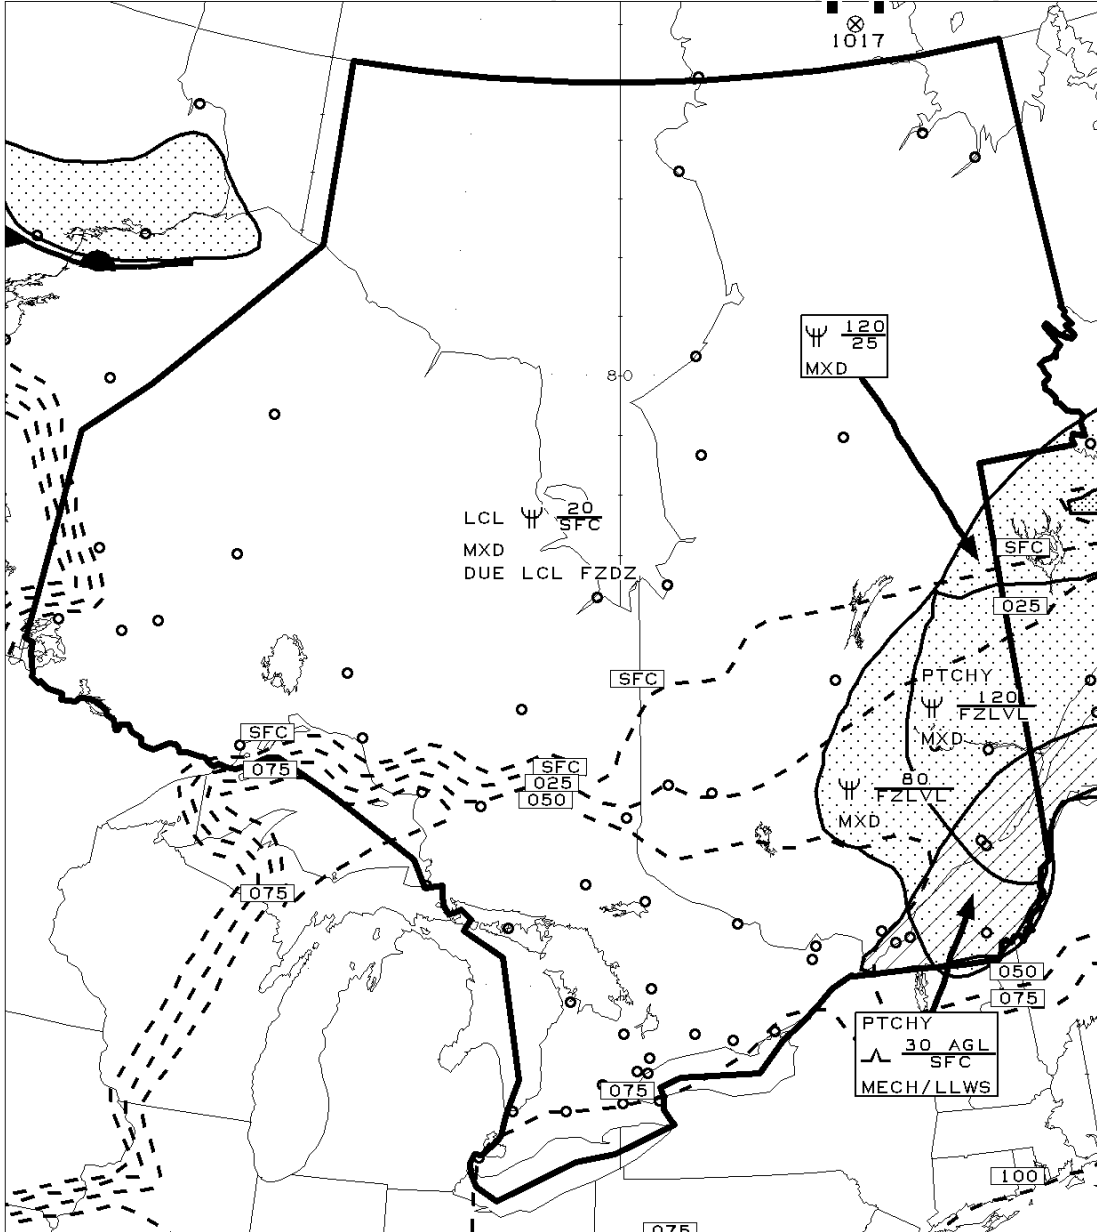 1017
120
25
MXD
80
LCL 20
SFC
MXD
DUE LCL FZDZ
SFC
025
SFC
PTCHY
120
FZLVL
MXD
SFC
075
SFC
025
050
80
FZLVL
MXD
075
050
075
PTCHY
30 AGL
SFC
MECH/LLWS
075
100
075